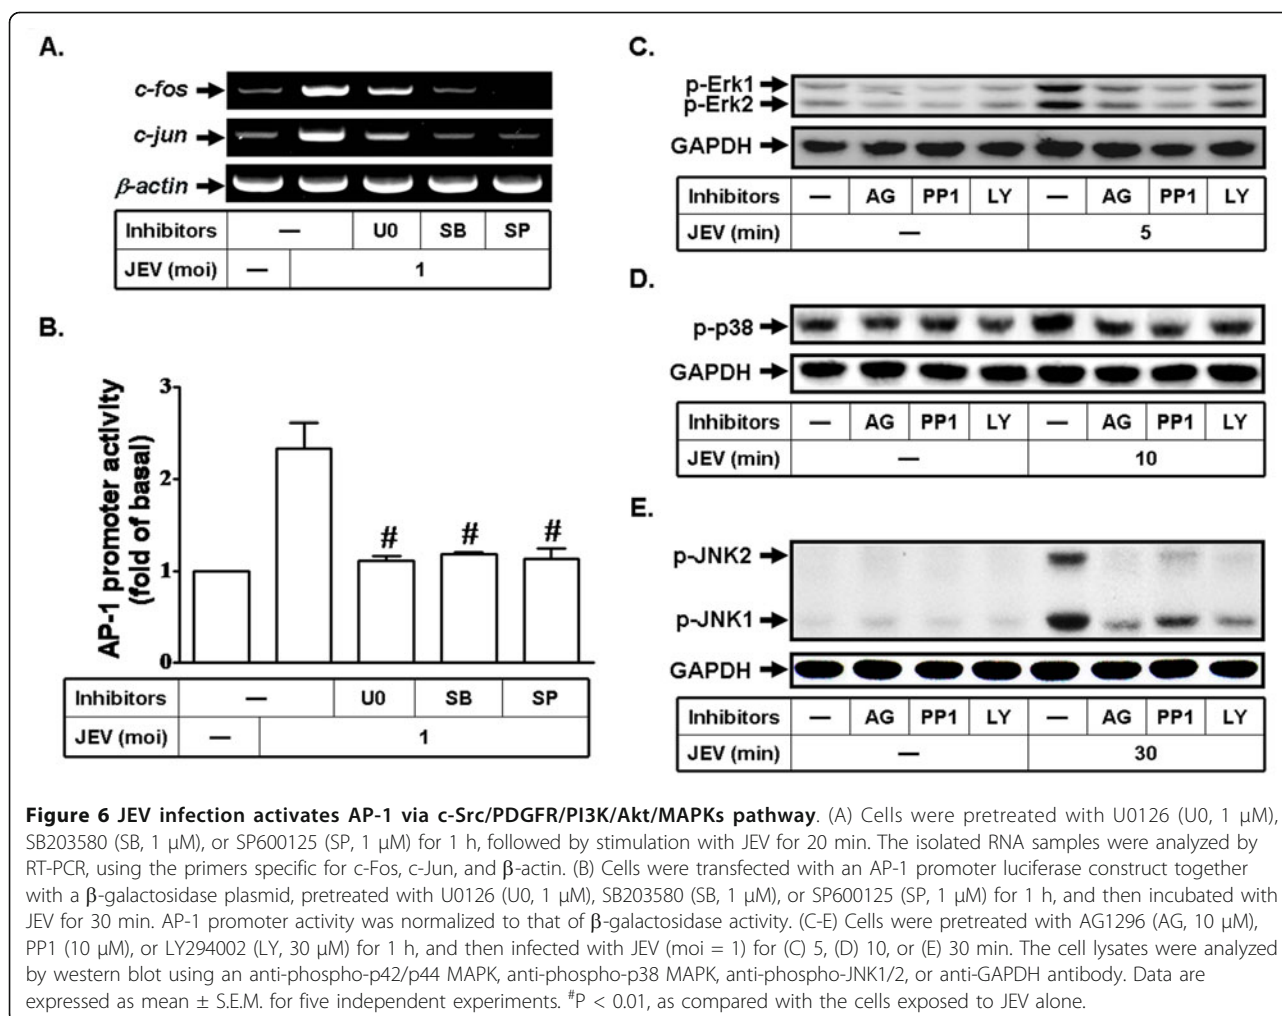 A.
c-fos
c-jun
β-actin
Inhibitors — U0 SB SP
JEV (moi) — 1
B.
AP-1 promoter activity
(fold of basal)
3
2
1
0
# # #
Inhibitors — U0 SB SP
JEV (moi) — 1
C.
p-Erk1
p-Erk2
GAPDH
Inhibitors — AG PP1 LY — AG PP1 LY
JEV (min) — 5
D.
p-p38
GAPDH
Inhibitors — AG PP1 LY — AG PP1 LY
JEV (min) — 10
E.
p-JNK2
p-JNK1
GAPDH
Inhibitors — AG PP1 LY — AG PP1 LY
JEV (min) — 30
Figure 6 JEV infection activates AP-1 via c-Src/PDGFR/PI3K/Akt/MAPKs pathway. (A) Cells were pretreated with U0126 (U0, 1 μM),
SB203580 (SB, 1 μM), or SP600125 (SP, 1 μM) for 1 h, followed by stimulation with JEV for 20 min. The isolated RNA samples were analyzed by
RT-PCR, using the primers specific for c-Fos, c-Jun, and β-actin. (B) Cells were transfected with an AP-1 promoter luciferase construct together
with a β-galactosidase plasmid, pretreated with U0126 (U0, 1 μM), SB203580 (SB, 1 μM), or SP600125 (SP, 1 μM) for 1 h, and then incubated with
JEV for 30 min. AP-1 promoter activity was normalized to that of β-galactosidase activity. (C-E) Cells were pretreated with AG1296 (AG, 10 μM),
PP1 (10 μM), or LY294002 (LY, 30 μM) for 1 h, and then infected with JEV (moi = 1) for (C) 5, (D) 10, or (E) 30 min. The cell lysates were analyzed
by western blot using an anti-phospho-p42/p44 MAPK, anti-phospho-p38 MAPK, anti-phospho-JNK1/2, or anti-GAPDH antibody. Data are
expressed as mean ± S.E.M. for five independent experiments. #P < 0.01, as compared with the cells exposed to JEV alone.